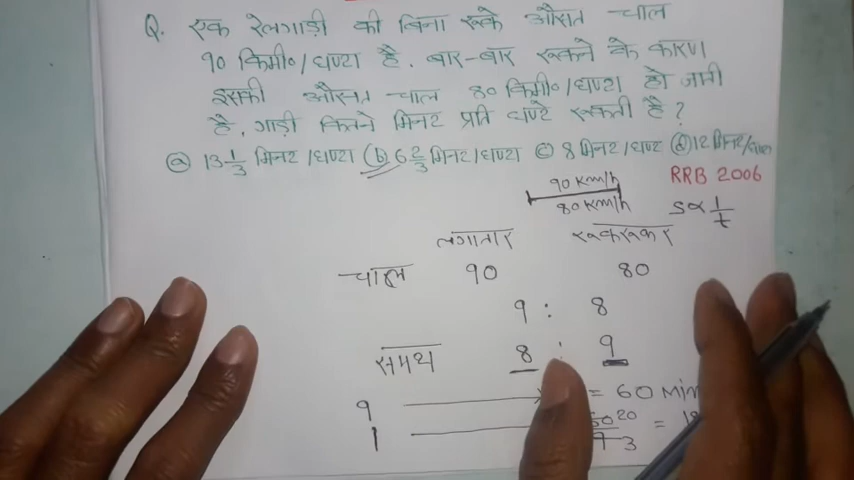 Q. एक रेलगाड़ी की बिना रूके औसत चाल
90 किमी०/घण्टा है. बार-बार रूकने के कारण
इसकी औसत चाल 80 किमी०/घण्टा हो जाती
है. गाड़ी कितने मिनट प्रति घण्टे रूकती है?
ⓐ 13 1/3 मिनट/घण्टा ⓑ 6 2/3 मिनट/घण्टा ⓒ 8 मिनट/घण्टा ⓓ 12 मिनट/घण्टा
RRB 2006
90 Km/h
80 Km/h
S∝1/t
लगातार रूकरूकर
चाल 90 80
9 : 8
समय 8 : 9
9 = 60 Min
1